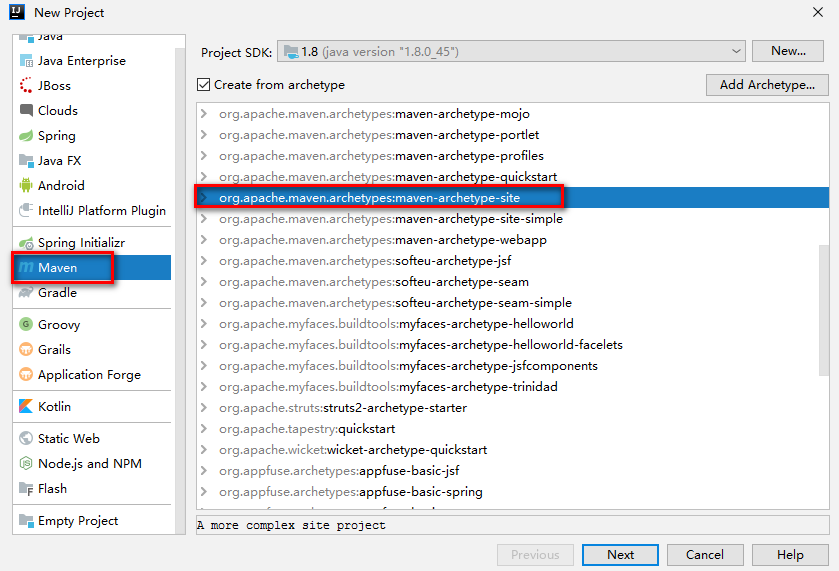 New Project
Java
Java Enterprise
JBoss
Clouds
Spring
Java FX
Android
IntelliJ Platform Plugin
Spring Initializr
Maven
Gradle
Groovy
Grails
Application Forge
Kotlin
Static Web
Node.js and NPM
Flash
Empty Project
Project SDK: 1.8 (java version "1.8.0_45") New...
Create from archetype Add Archetype...
org.apache.maven.archetypes:maven-archetype-mojo
org.apache.maven.archetypes:maven-archetype-portlet
org.apache.maven.archetypes:maven-archetype-profiles
org.apache.maven.archetypes:maven-archetype-quickstart
org.apache.maven.archetypes:maven-archetype-site
org.apache.maven.archetypes:maven-archetype-site-simple
org.apache.maven.archetypes:maven-archetype-webapp
org.apache.maven.archetypes:softeu-archetype-jsf
org.apache.maven.archetypes:softeu-archetype-seam
org.apache.maven.archetypes:softeu-archetype-seam-simple
org.apache.myfaces.buildtools:myfaces-archetype-helloworld
org.apache.myfaces.buildtools:myfaces-archetype-helloworld-facelets
org.apache.myfaces.buildtools:myfaces-archetype-jsfcomponents
org.apache.myfaces.buildtools:myfaces-archetype-trinidad
org.apache.struts:struts2-archetype-starter
org.apache.tapestry:quickstart
org.apache.wicket:wicket-archetype-quickstart
org.appfuse.archetypes:appfuse-basic-jsf
org.appfuse.archetypes:appfuse-basic-spring
A more complex site project
Previous Next Cancel Help